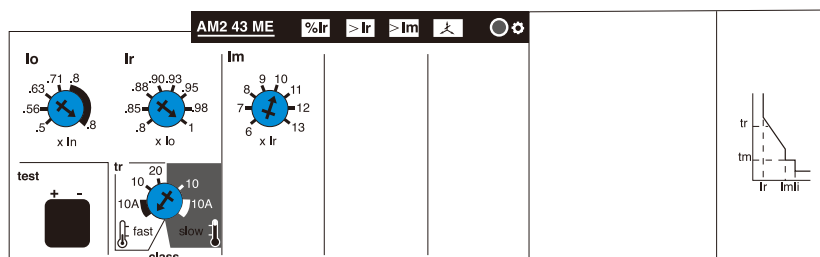 AM2 43 ME %Ir >Ir >Im
Io Ir Im
.5 .56 .63 .71 .8 .8
x In
.8 .85 .88 .90 .93 .95 .98 1
x Io
6 7 8 9 10 11 12 13
x Ir
test
+ -
tr
10A 10 20 10 10A
fast slow
class
tr
tm
Ir Im Ii